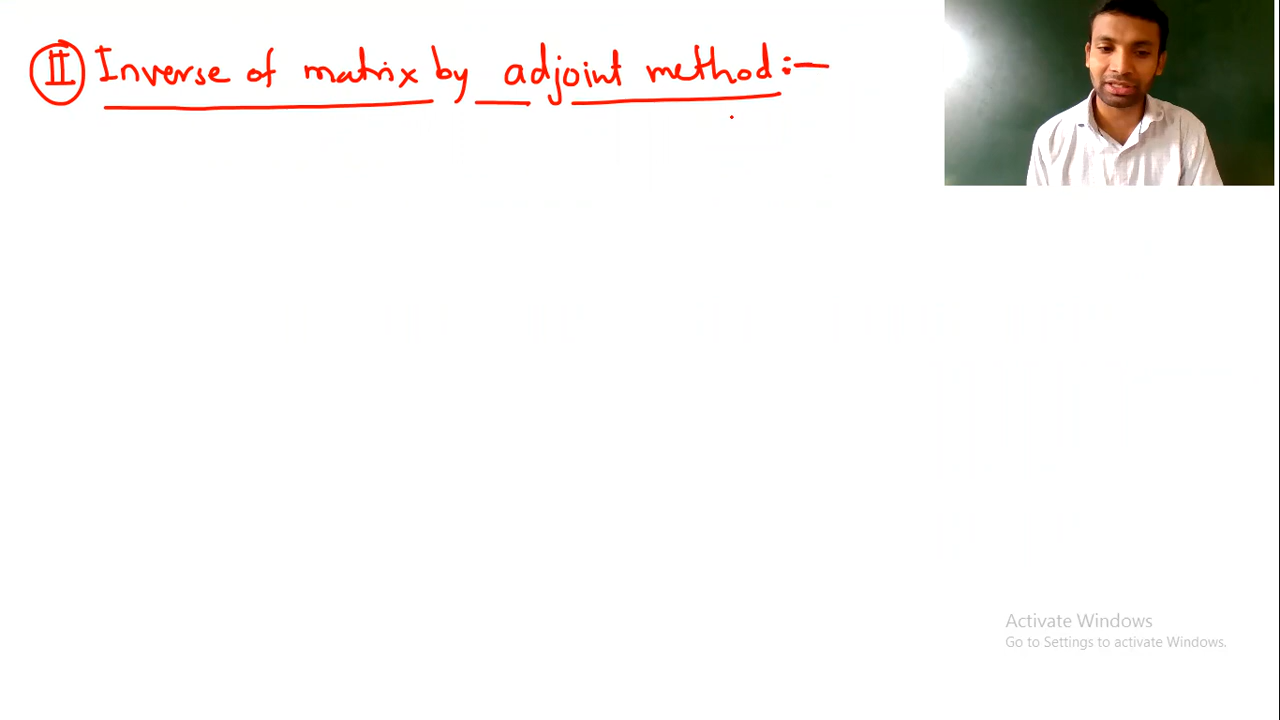 II Inverse of matrix by adjoint method :-
Activate Windows
Go to Settings to activate Windows.